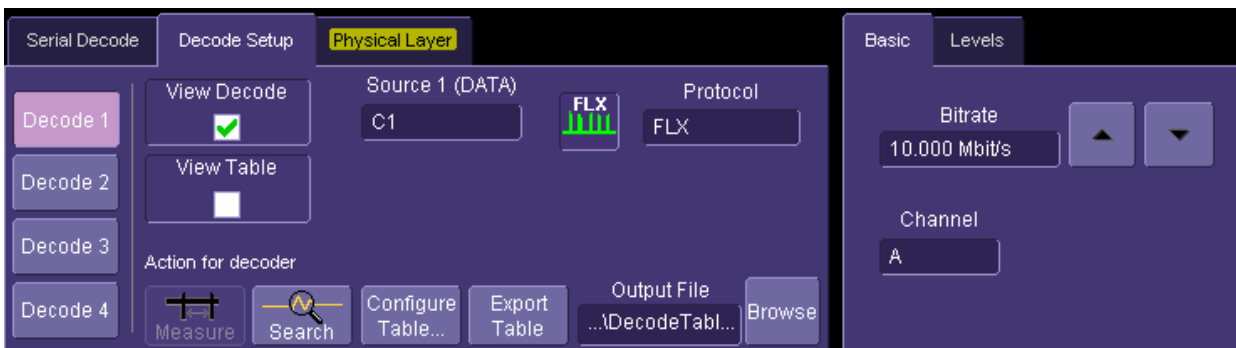 Serial Decode
Decode Setup
Physical Layer
Decode 1
Decode 2
Decode 3
Decode 4
View Decode
View Table
Source 1 (DATA)
C1
FLX
Protocol
FLX
Action for decoder
Measure
Search
Configure
Table...
Export
Table
Output File
...\DecodeTabl...
Browse
Basic
Levels
Bitrate
10.000 Mbit/s
Channel
A